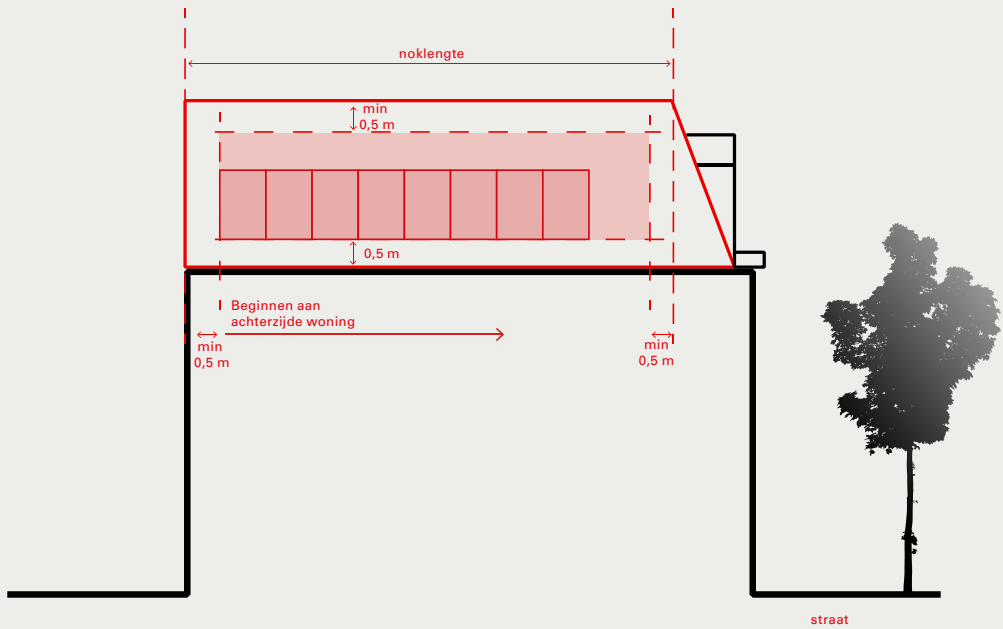 noklengte
min
0,5 m
0,5 m
Beginnen aan
achterzijde woning
min
0,5 m
min
0,5 m
straat